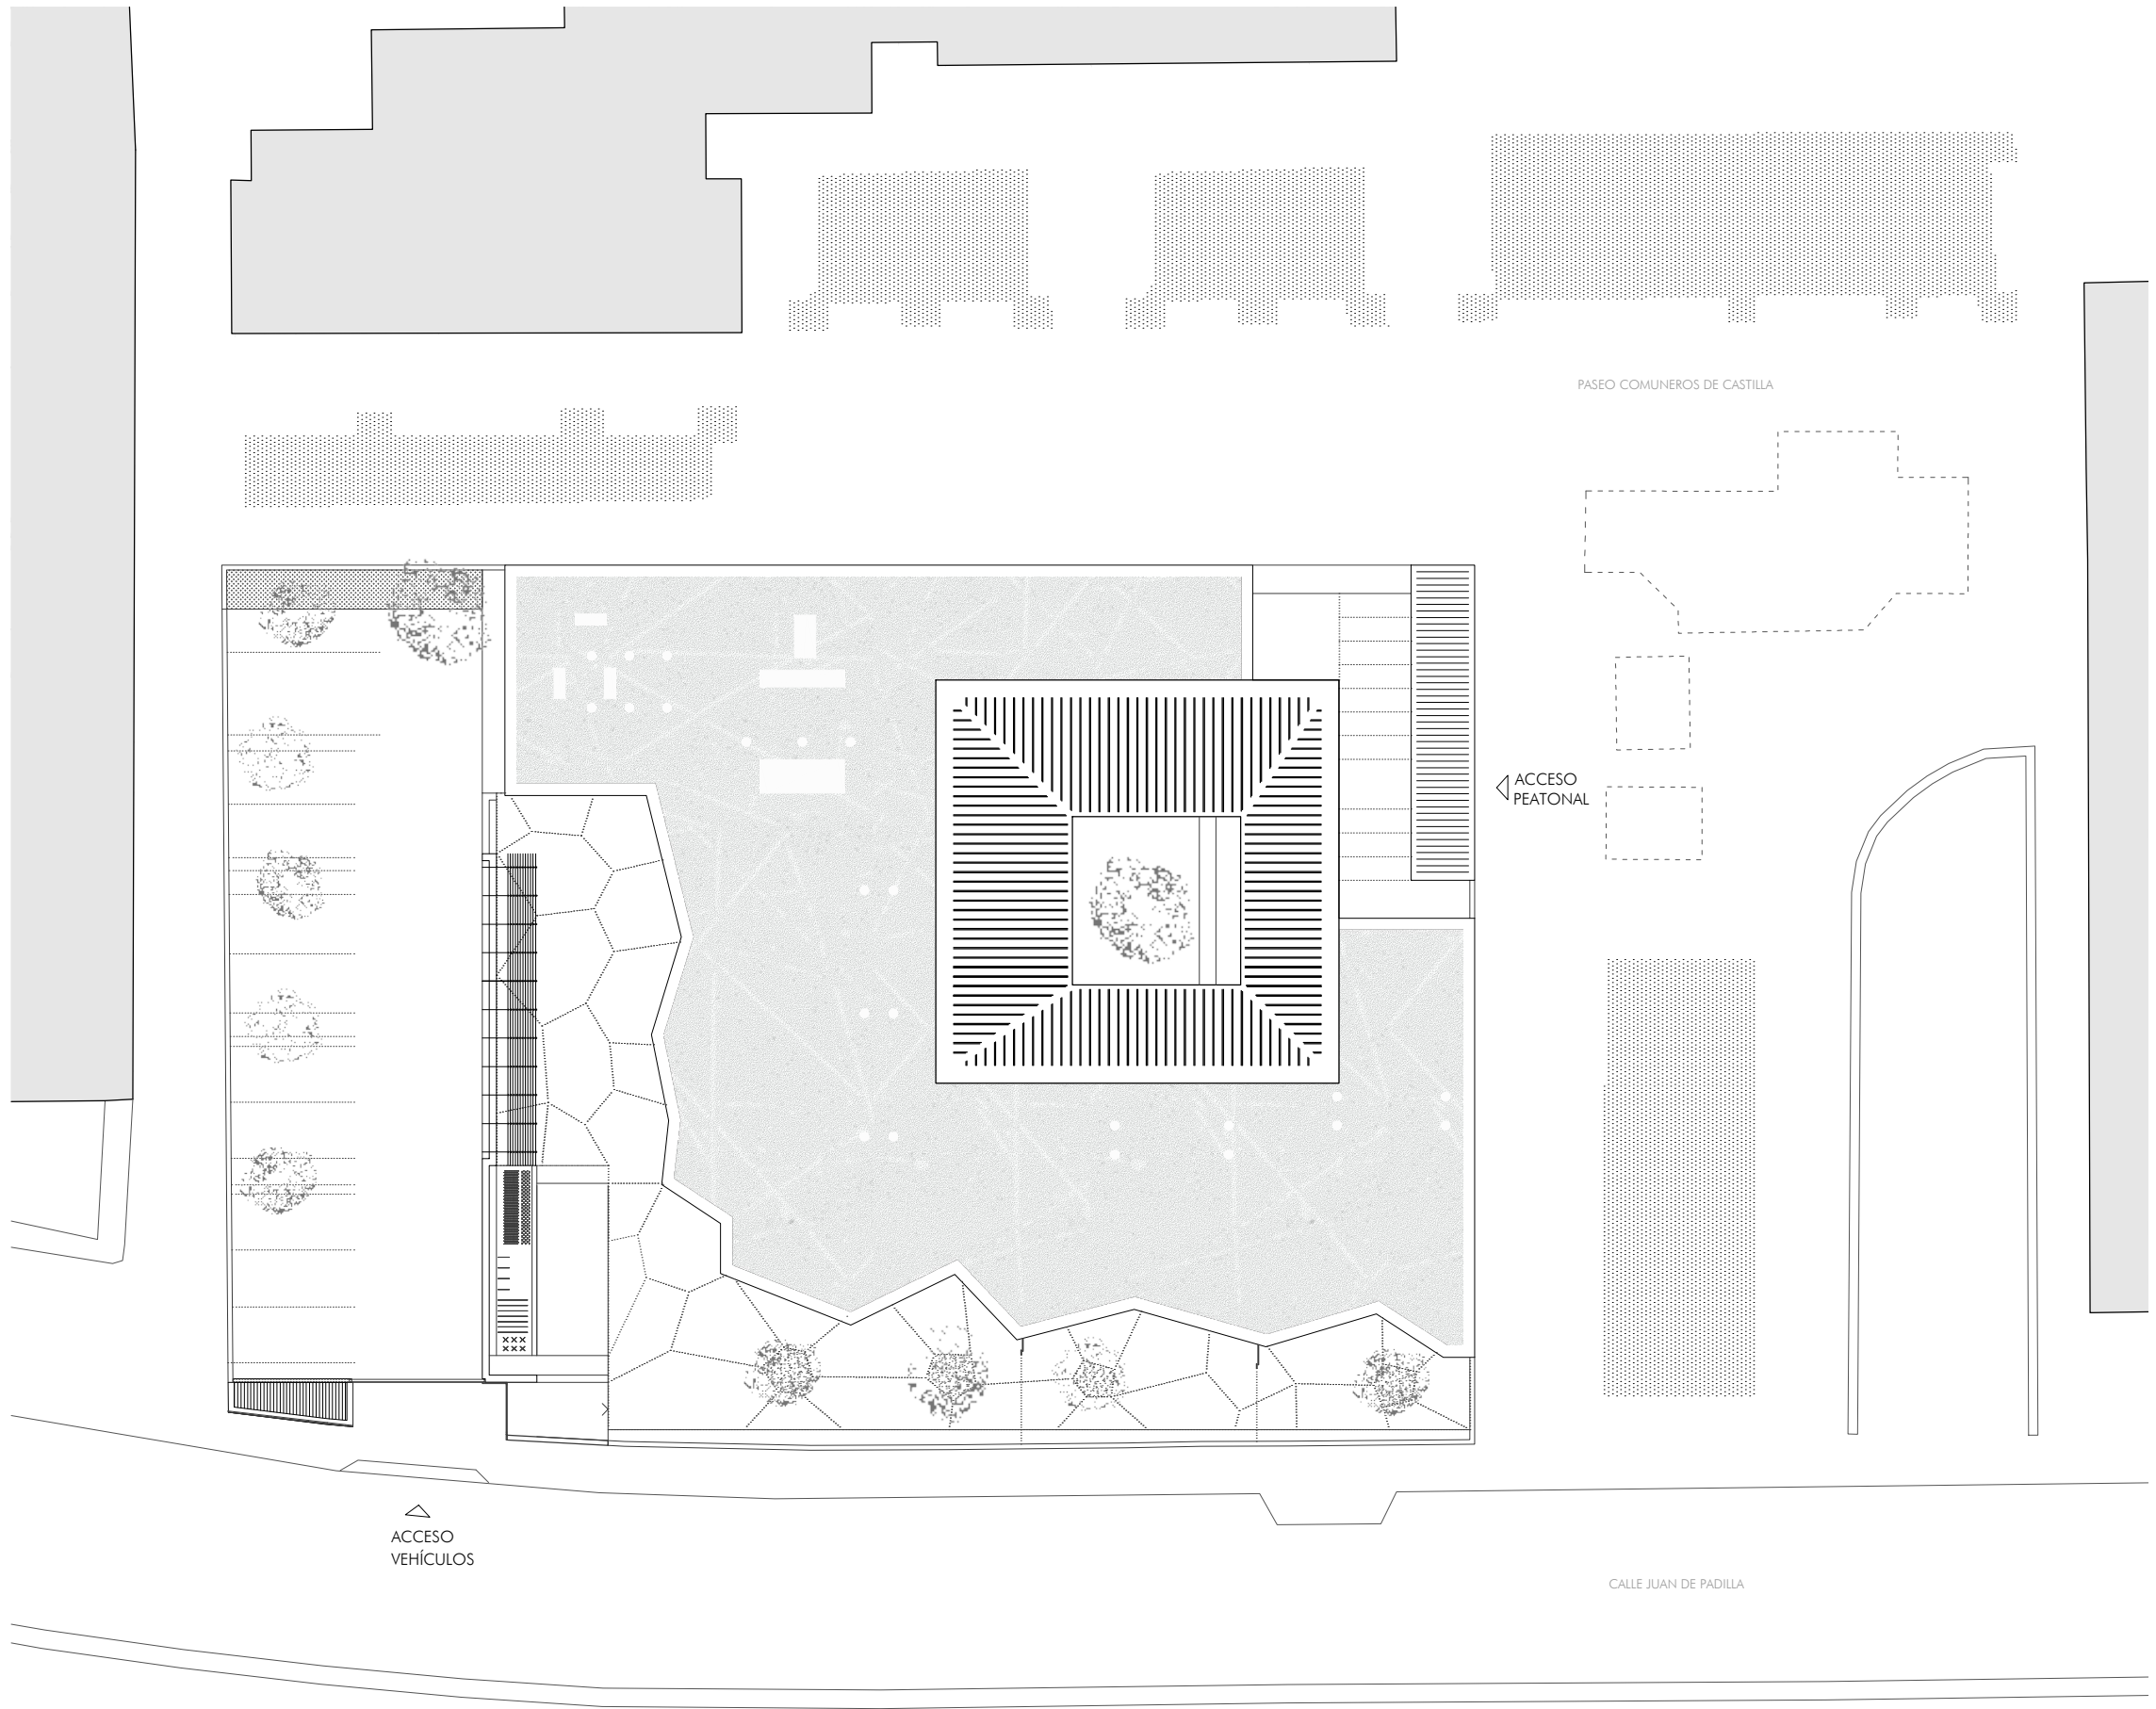 PASEO COMUNEROS DE CASTILLA
ACCESO
PEATONAL
ACCESO
VEHÍCULOS
CALLE JUAN DE PADILLA